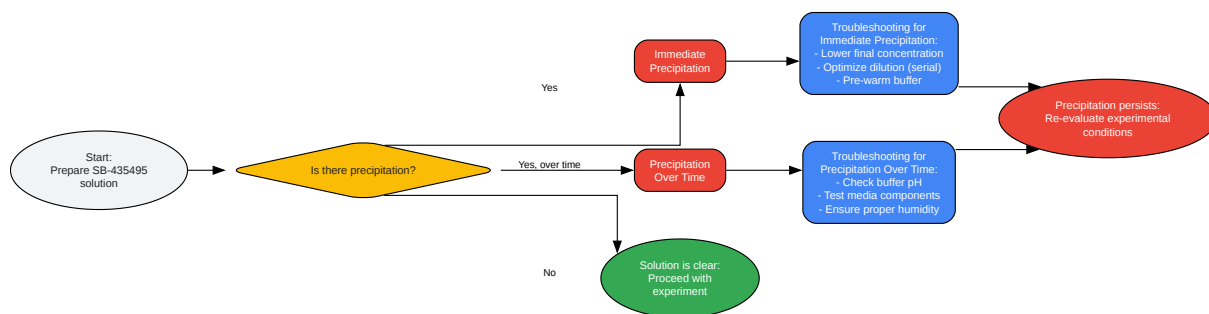 Start:
Prepare SB-435495
solution
Is there precipitation?
Yes
Yes, over time
No
Immediate
Precipitation
Precipitation
Over Time
Solution is clear:
Proceed with
experiment
Troubleshooting for
Immediate Precipitation:
- Lower final concentration
- Optimize dilution (serial)
- Pre-warm buffer
Troubleshooting for
Precipitation Over Time:
- Check buffer pH
- Test media components
- Ensure proper humidity
Precipitation persists:
Re-evaluate experimental
conditions